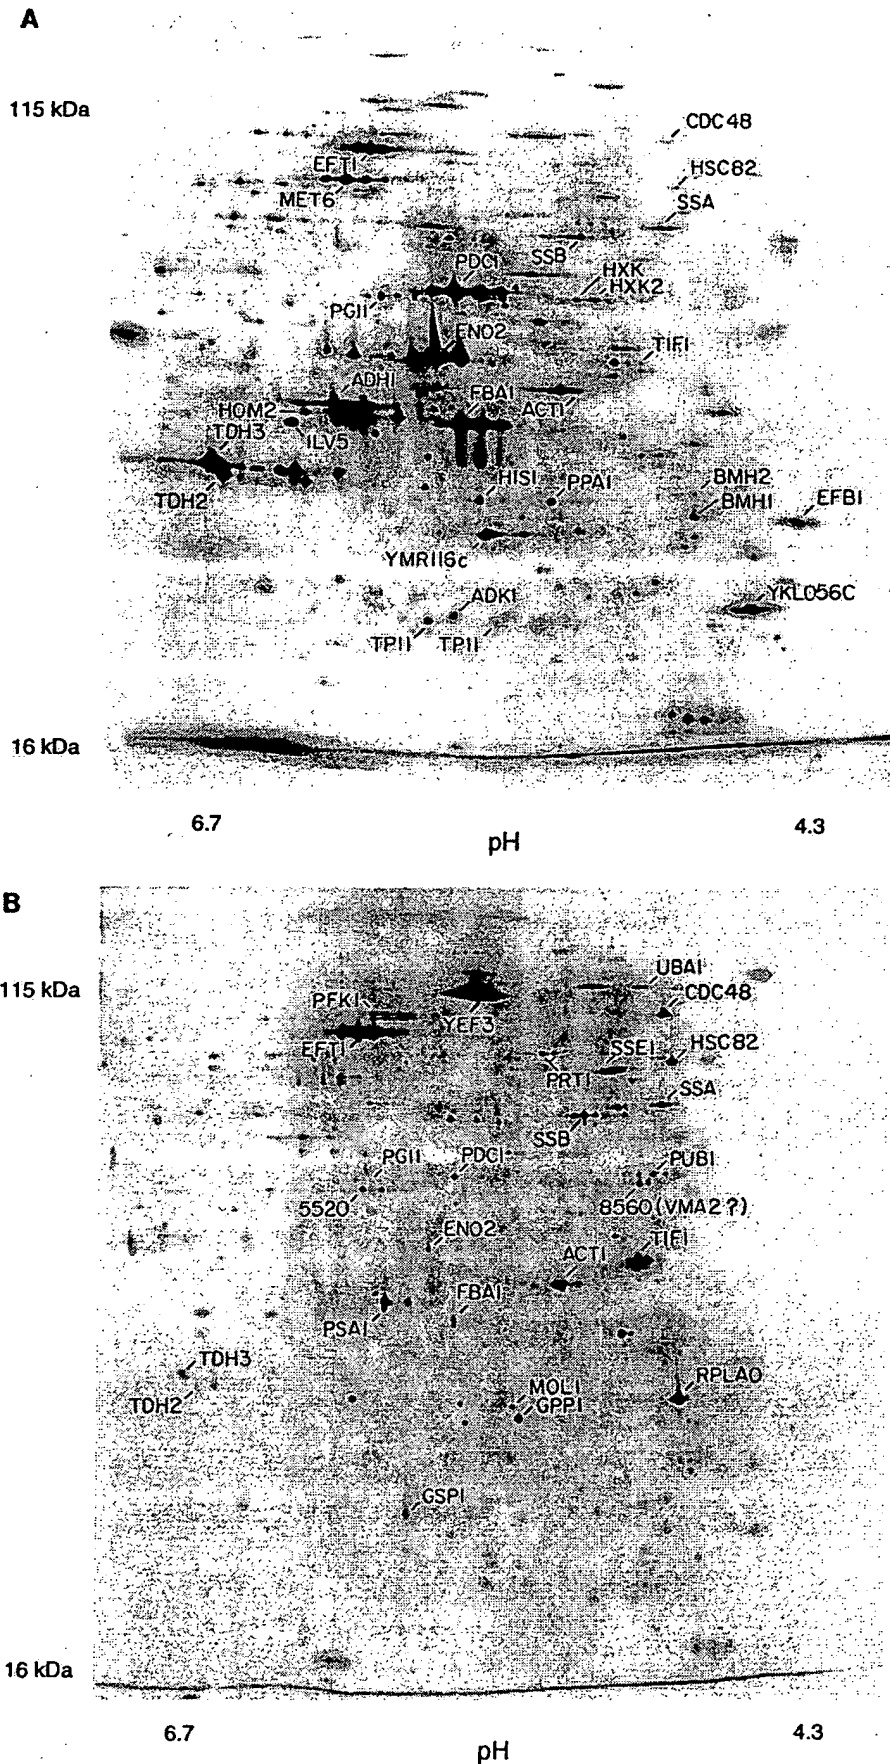 A
115 kDa
CDC48
EFT1
HSC82
MET6
SSA
SSB
PDC1
HXK
HXK2
PGI1
ENO2
TIF1
ADH1
FBA1
HOM2
ACT1
TDH3
ILV5
HIS1
PPA1
BMH2
TDH2
BMH1
EFB1
YMR116c
ADK1
YKL056C
TPI1
TPI1
16 kDa
6.7
pH
4.3
B
115 kDa
UBA1
PFK1
CDC48
YEF3
EFT1
SSE1
HSC82
PRT1
SSA
SSB
PGI1
PDC1
PUB1
5520
8560 (VMA2?)
ENO2
ACT1
TIF1
FBA1
PSA1
TDH3
RPLA0
MOL1
TDH2
GPP1
GSP1
16 kDa
6.7
pH
4.3